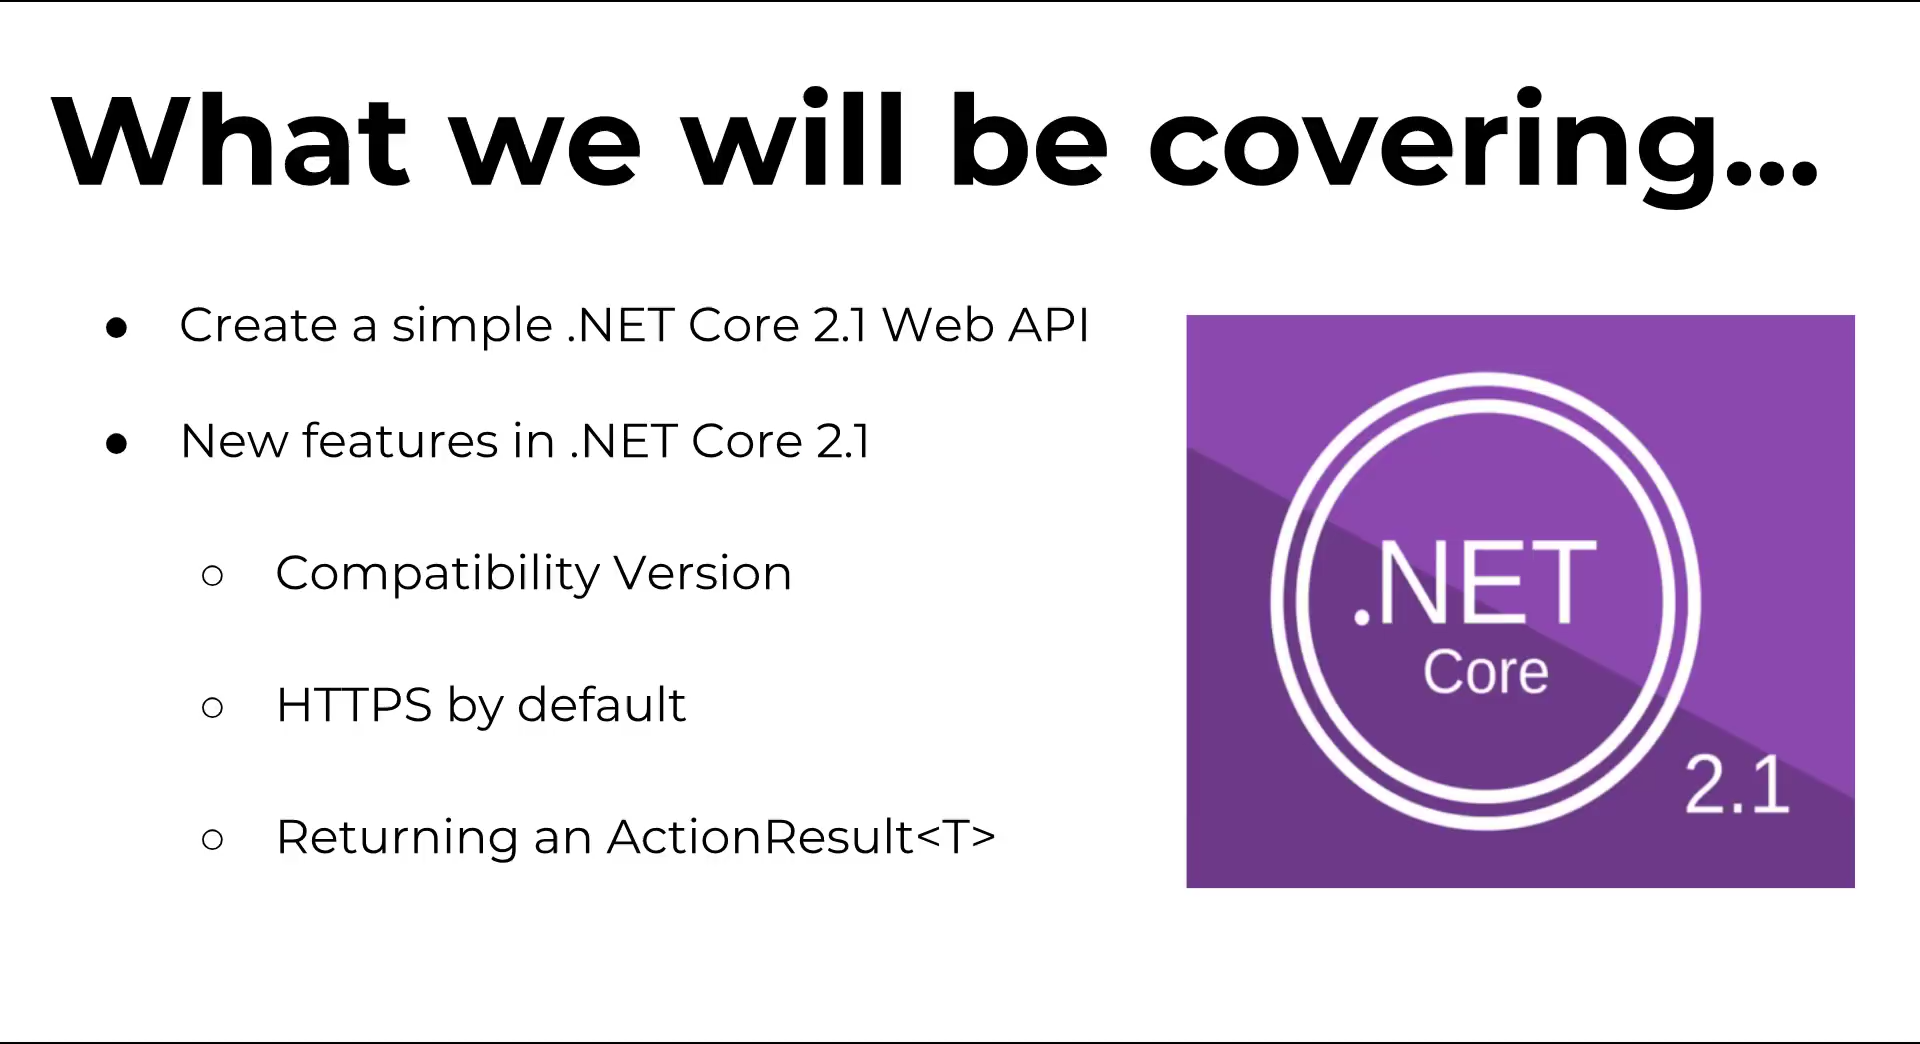 What we will be covering...
● Create a simple .NET Core 2.1 Web API
● New features in .NET Core 2.1
○ Compatibility Version
○ HTTPS by default
○ Returning an ActionResult<T>
.NET
Core
2.1